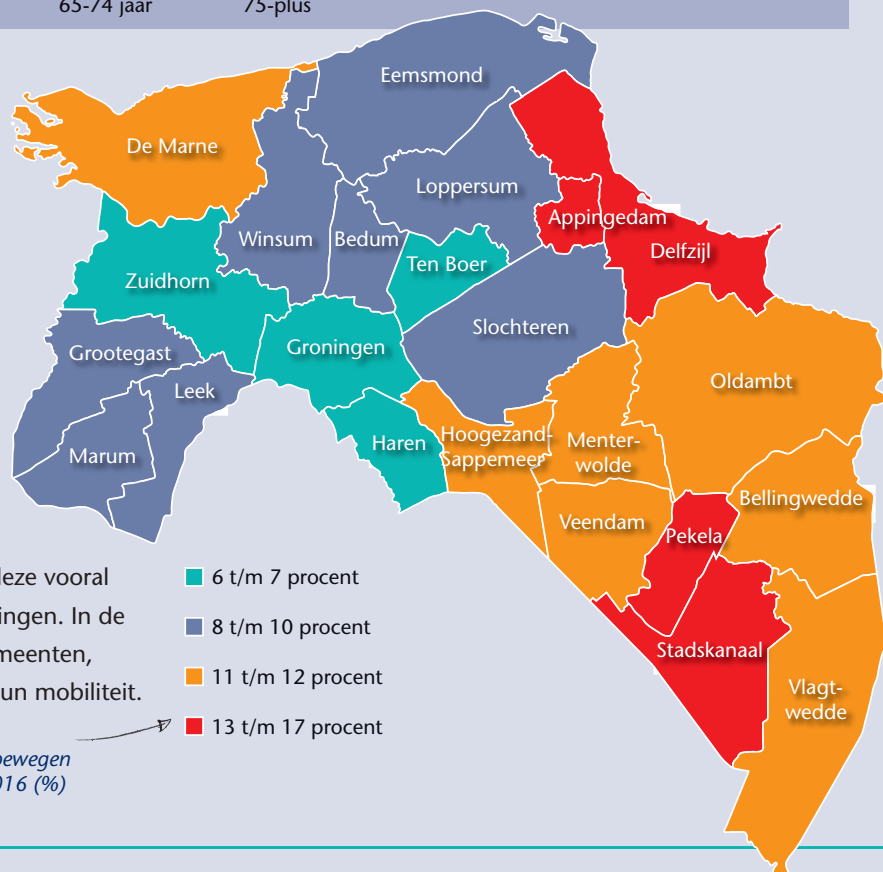 65-74 jaar
75-plus
Eemsmond
De Marne
Loppersum
Appingedam
Winsum
Bedum
Delfzijl
Ten Boer
Zuidhorn
Slochteren
Groningen
Grootegast
Oldambt
Leek
Hoogezand-
Sappemeer
Haren
Menter-
wolde
Marum
Bellingwedde
Veendam
Pekela
Stadskanaal
Vlagt-
wedde
deze vooral
ingen. In de
meenten,
un mobiliteit.
6 t/m 7 procent
8 t/m 10 procent
11 t/m 12 procent
13 t/m 17 procent
bewegen
016 (%)